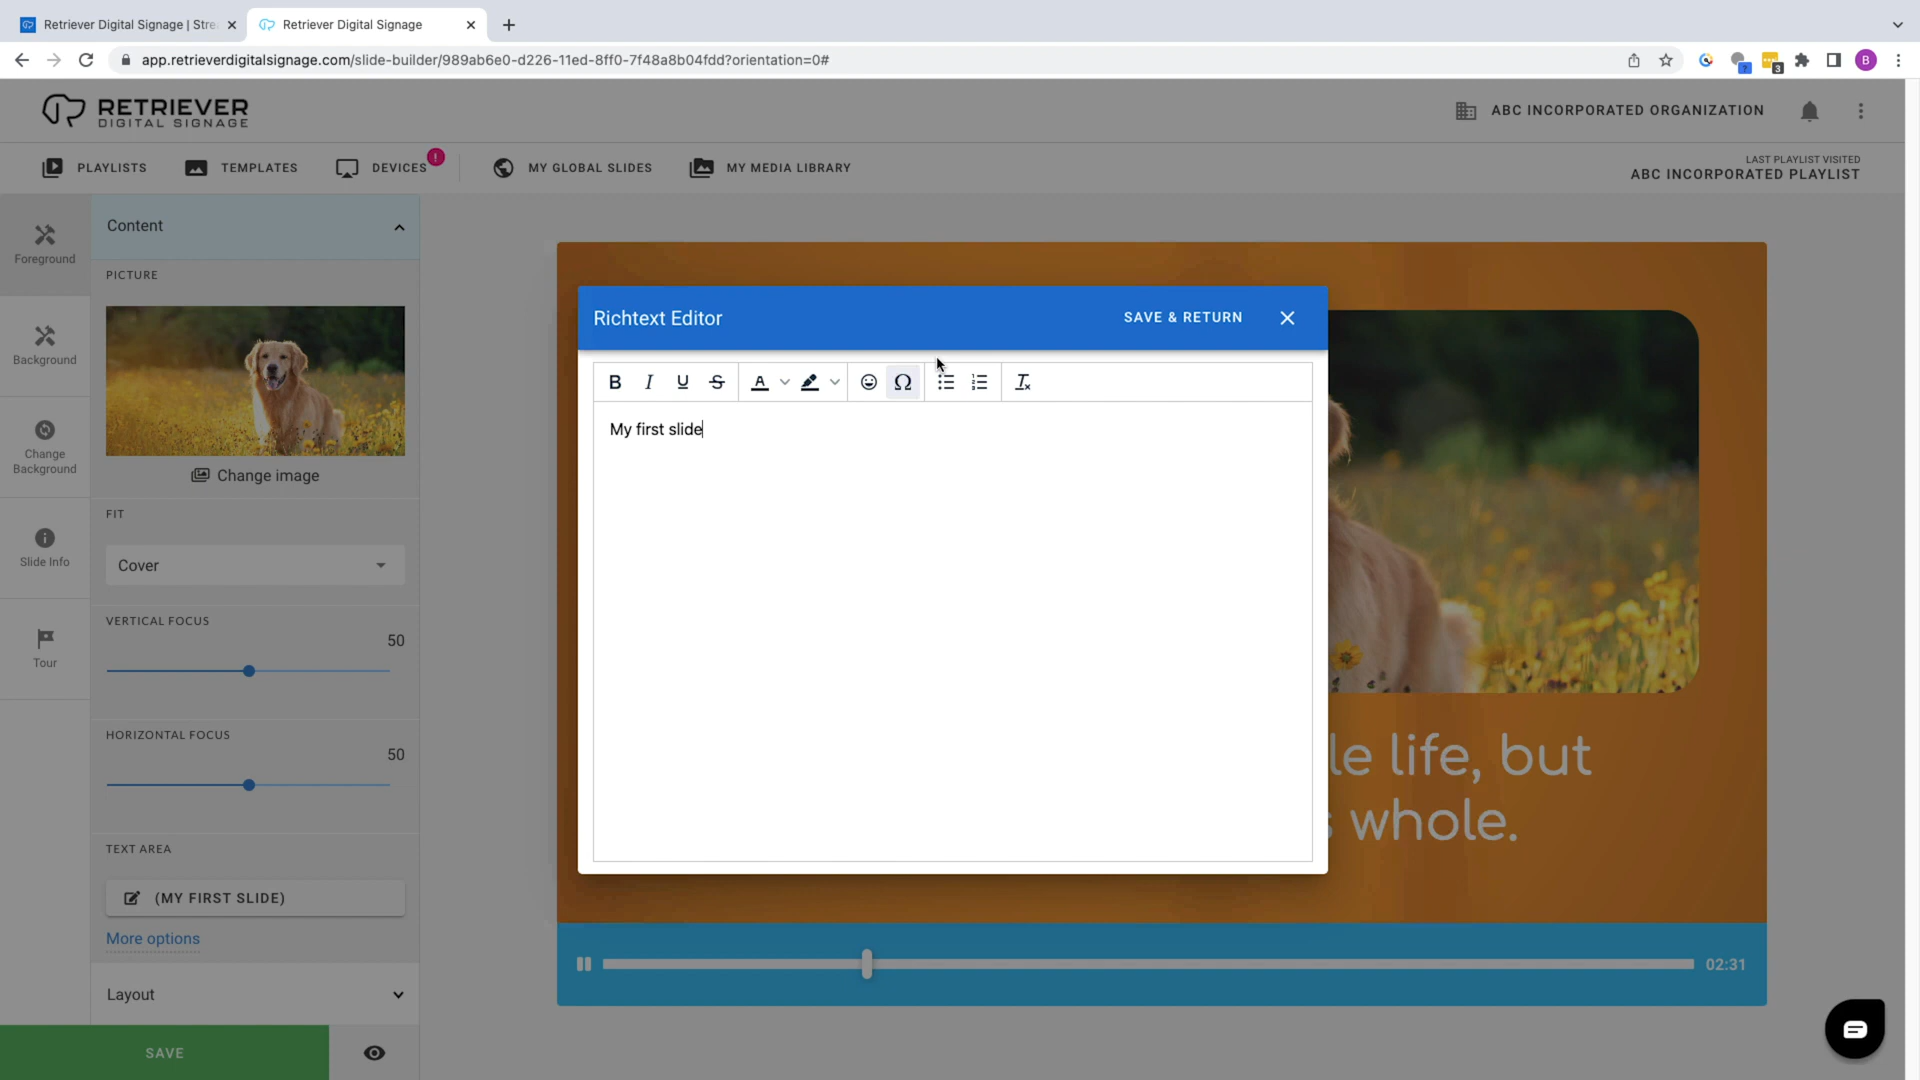 Retriever Digital Signage | Stre
Retriever Digital Signage
app.retrieverdigitalsignage.com/slide-builder/989ab6e0-d226-11ed-8ff0-7f48a8b04fdd?orientation=0#
?
3
B
RETRIEVER
DIGITAL SIGNAGE
ABC INCORPORATED ORGANIZATION
PLAYLISTS
TEMPLATES
DEVICES
!
MY GLOBAL SLIDES
MY MEDIA LIBRARY
LAST PLAYLIST VISITED
ABC INCORPORATED PLAYLIST
Foreground
Background
Change
Background
Slide Info
Tour
Content
PICTURE
Change image
FIT
Cover
VERTICAL FOCUS
50
HORIZONTAL FOCUS
50
TEXT AREA
(MY FIRST SLIDE)
More options
Layout
SAVE
Richtext Editor
SAVE & RETURN
B I U S A Ω
My first slide
le life, but
s whole.
02:31